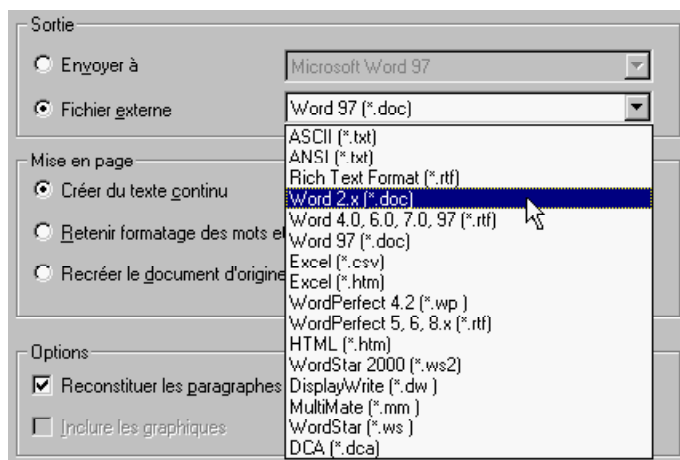 Sortie
Envoyer à
Microsoft Word 97
Fichier externe
Word 97 (*.doc)
ASCII (*.txt)
ANSI (*.txt)
Rich Text Format (*.rtf)
Word 2.x (*.doc)
Word 4.0, 6.0, 7.0, 97 (*.rtf)
Word 97 (*.doc)
Excel (*.csv)
Excel (*.htm)
WordPerfect 4.2 (*.wp )
WordPerfect 5, 6, 8.x (*.rtf)
HTML (*.htm)
WordStar 2000 (*.ws2)
DisplayWrite (*.dw )
MultiMate (*.mm )
WordStar (*.ws )
DCA (*.dca)
Mise en page
Créer du texte continu
Retenir formatage des mots et
Recréer le document d'origine
Options
Reconstituer les paragraphes
Inclure les graphiques